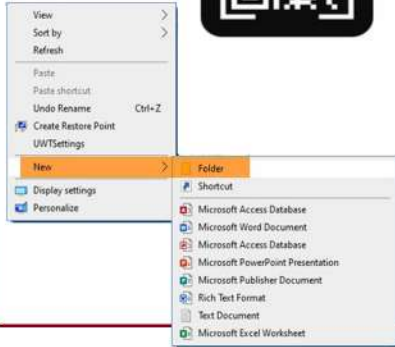 View
Sort by
Refresh
Paste
Paste shortcut
Undo Rename Ctrl+Z
Create Restore Point
UWTSettings
New
Display settings
Personalize
Folder
Shortcut
Microsoft Access Database
Microsoft Word Document
Microsoft Access Database
Microsoft PowerPoint Presentation
Microsoft Publisher Document
Rich Text Format
Text Document
Microsoft Excel Worksheet